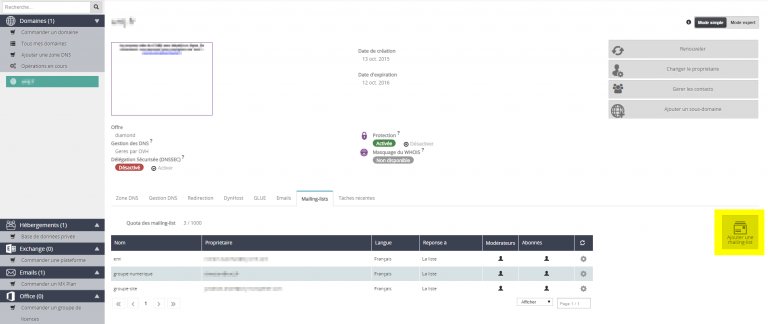 Recherche...
Domaines (1)
Commander un domaine
Tous mes domaines
Ajouter une zone DNS
Opérations en cours
Hébergements (1)
Base de données privée
Exchange (0)
Commander une plateforme
Emails (1)
Commander un MX Plan
Office (0)
Commander un groupe de
licences
Mode simple
Mode expert
Date de création
13 oct. 2015
Date d'expiration
12 oct. 2016
Renouveler
Changer le propriétaire
Gérer les contacts
Ajouter un sous-domaine
Offre
diamond
Gestion des DNS ?
Gérés par OVH
Délégation Sécurisée (DNSSEC) ?
Désactivé
Activer
Protection ?
Activée
Désactiver
Masquage du WHOIS ?
Non disponible
Zone DNS
Gestion DNS
Redirection
DynHost
GLUE
Emails
Mailing-lists
Tâches récentes
Quota des mailing-list 3 / 1000
Ajouter une
mailing-list
Nom
Propriétaire
Langue
Réponse à
Modérateurs
Abonnés
Français
La liste
groupe-numerique
Français
La liste
groupe-site
Français
La liste
1
Afficher
Page 1 / 1